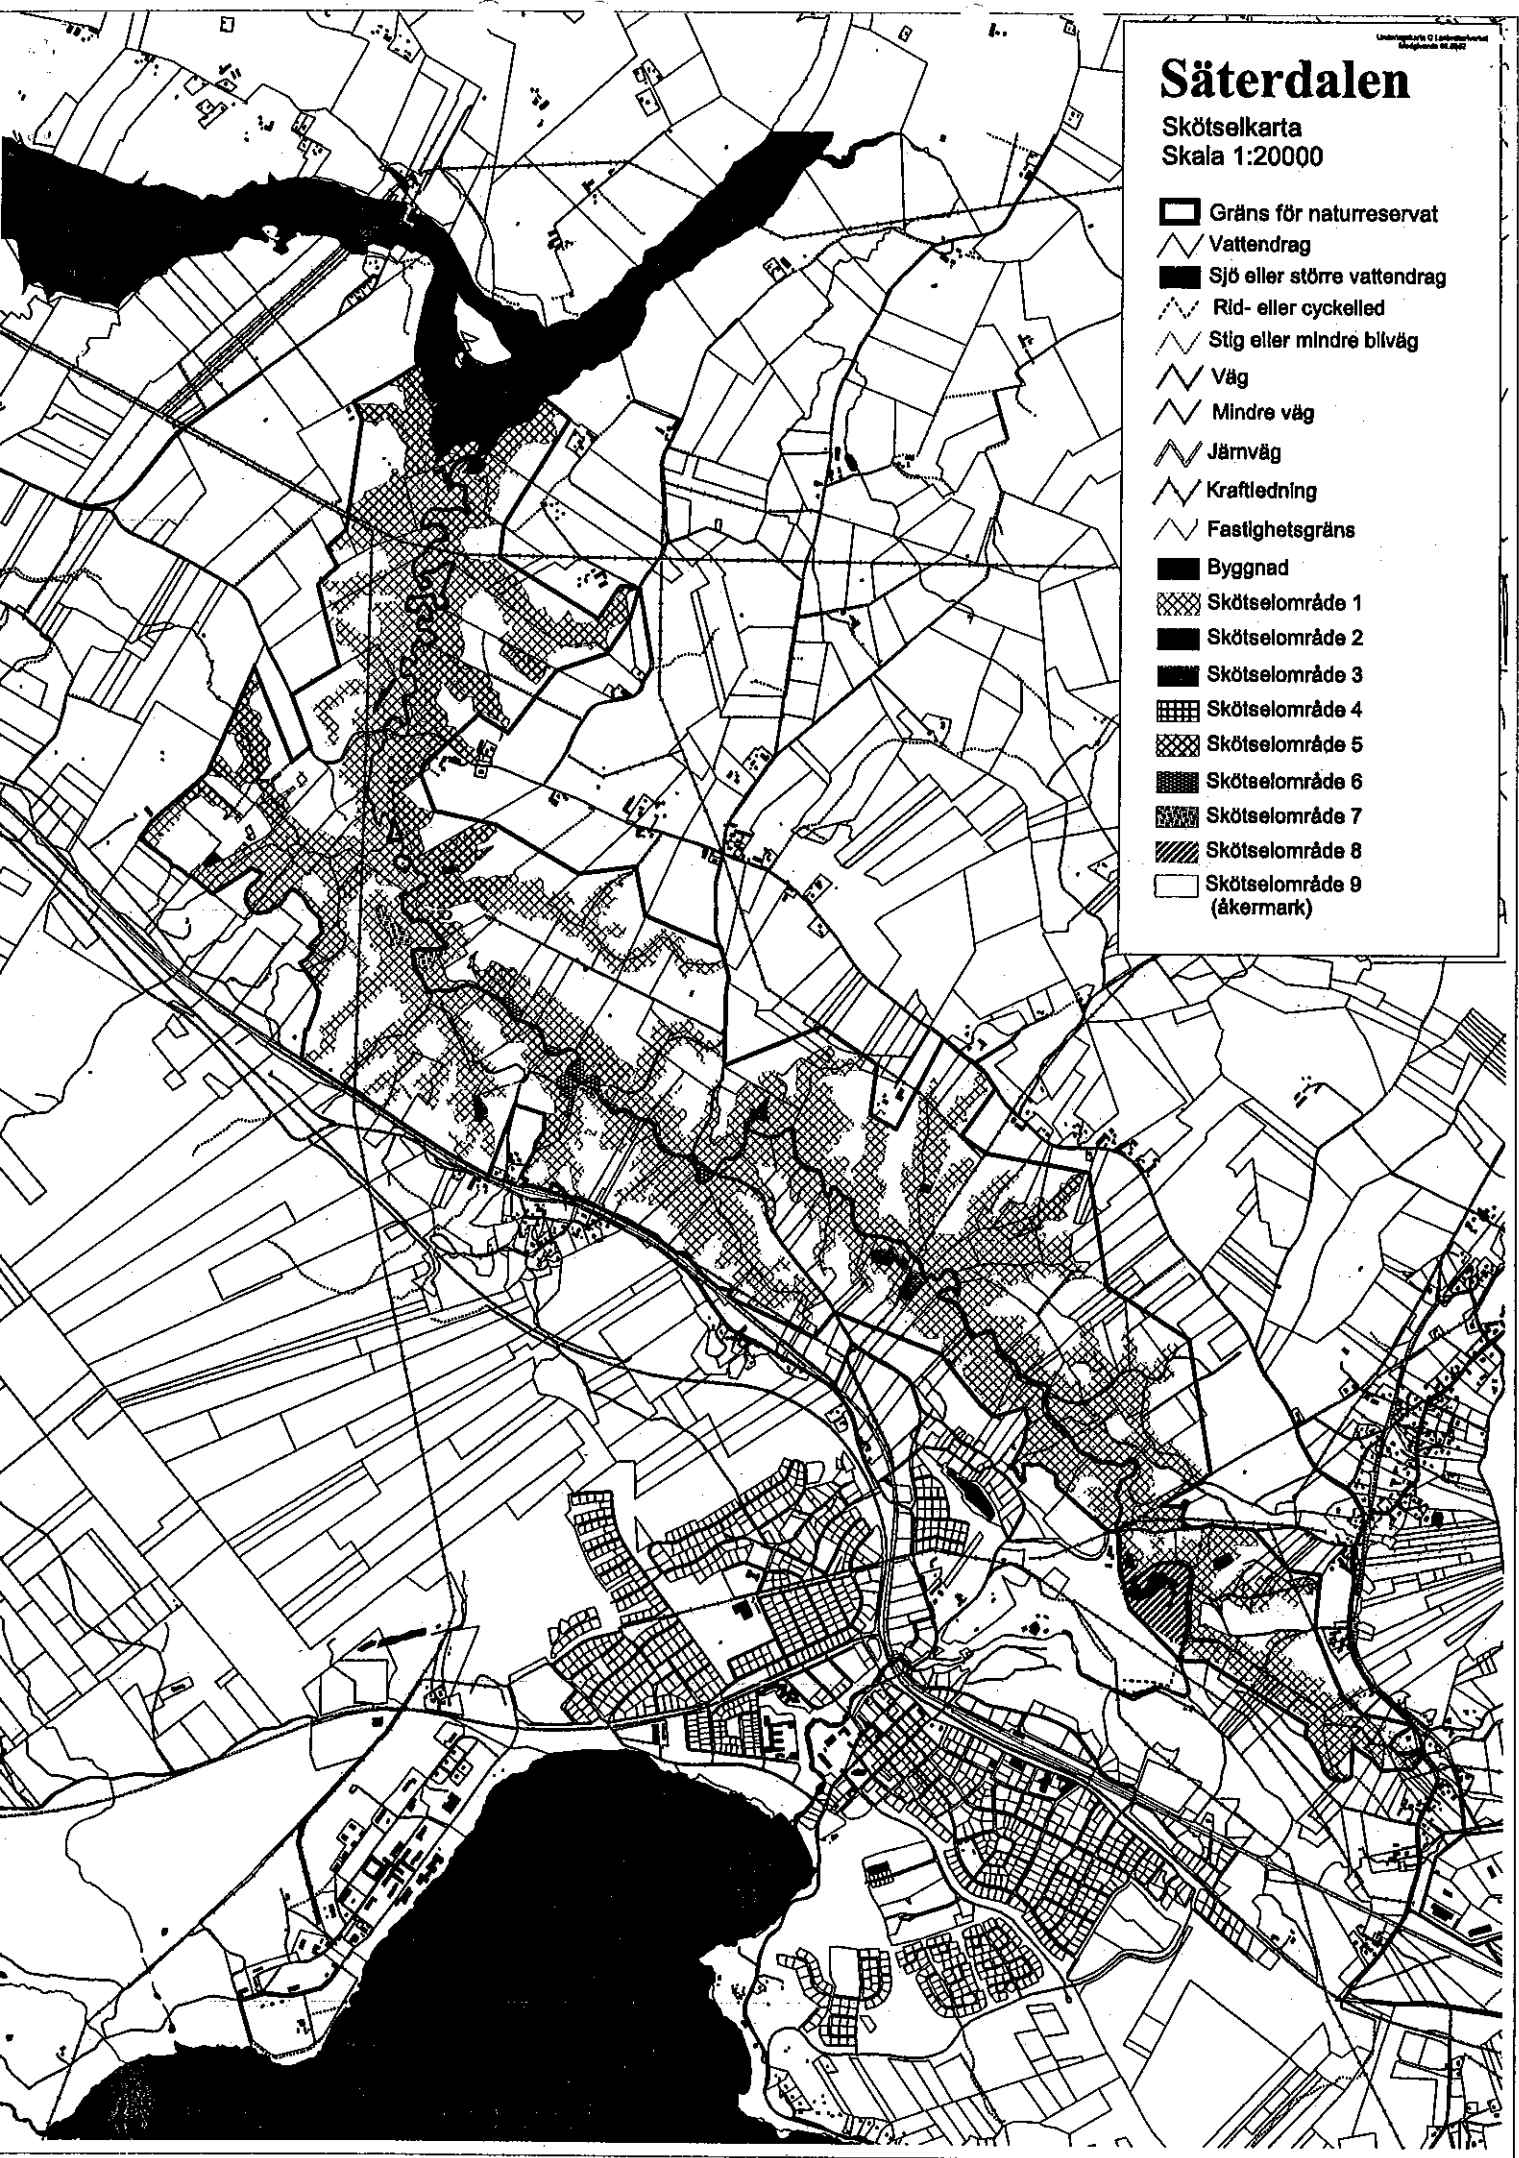 Säterdalen
Skötselkarta
Skala 1:20000
Gräns för naturreservat
Vattendrag
Sjö eller större vattendrag
Rid- eller cyckelled
Stig eller mindre bilväg
Väg
Mindre väg
Järnväg
Kraftledning
Fastighetsgräns
Byggnad
Skötselområde 1
Skötselområde 2
Skötselområde 3
Skötselområde 4
Skötselområde 5
Skötselområde 6
Skötselområde 7
Skötselområde 8
Skötselområde 9
(åkermark)